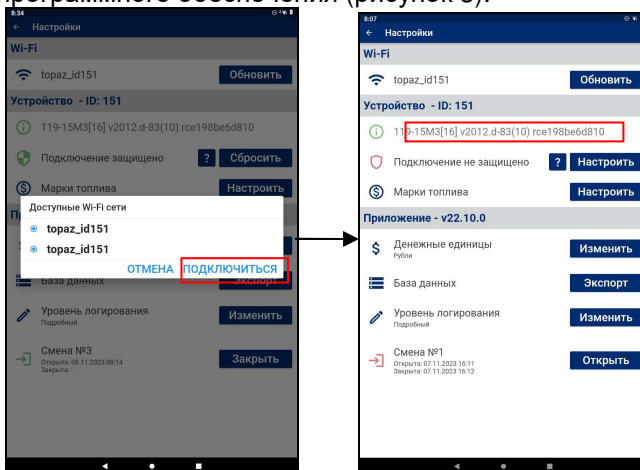 программного обеспечения (рисунок 3).
8:34
← Настройки
Wi-Fi
topaz_id151 Обновить
Устройство - ID: 151
119-15М3[16] v2012.d-83(10) rce198be6d810
Подключение защищено ? Сбросить
Марки топлива Настроить
Доступные Wi-Fi сети
topaz_id151
topaz_id151
ОТМЕНА ПОДКЛЮЧИТЬСЯ
База данных Экспорт
Уровень логирования Изменить
Подробный
Смена №3 Закрыть
Открыта: 08.11.2023 08:14
Закрыта: -
8:07
← Настройки
Wi-Fi
topaz_id151 Обновить
Устройство - ID: 151
119-15М3[16] v2012.d-83(10) rce198be6d810
Подключение не защищено ? Настроить
Марки топлива Настроить
Приложение - v22.10.0
Денежные единицы Изменить
Рубли
База данных Экспорт
Уровень логирования Изменить
Подробный
Смена №1 Открыть
Открыта: 07.11.2023 16:11
Закрыта: 07.11.2023 16:12